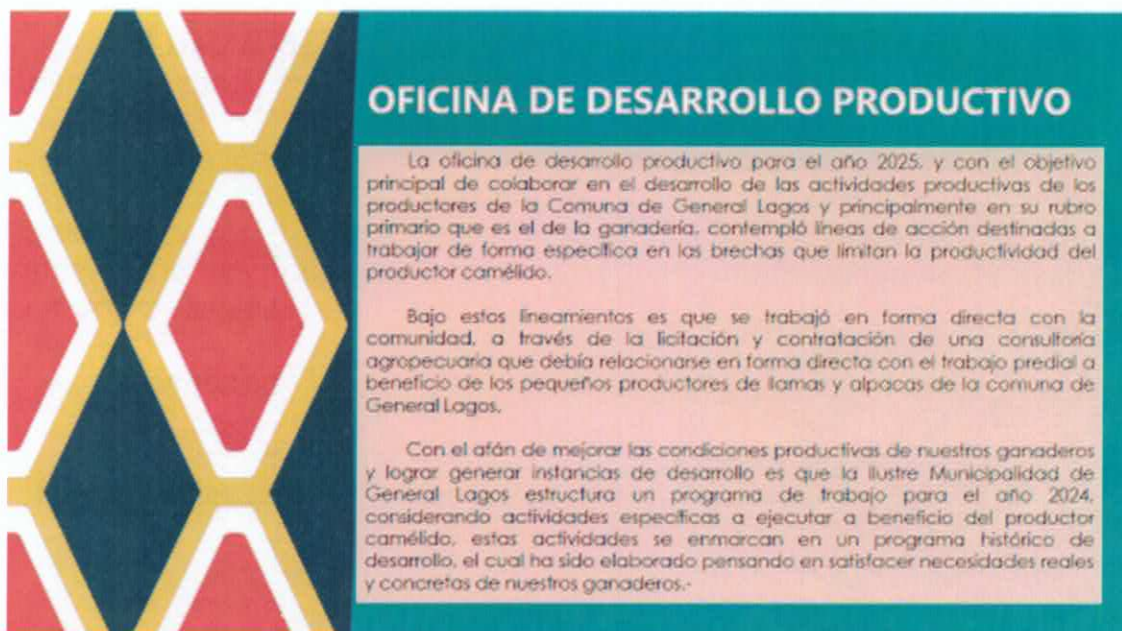 OFICINA DE DESARROLLO PRODUCTIVO
La oficina de desarrollo productivo para el año 2025, y con el objetivo
principal de colaborar en el desarrollo de las actividades productivas de los
productores de la Comuna de General Lagos y principalmente en su rubro
primario que es el de la ganadería, contempló líneas de acción destinadas a
trabajar de forma específica en las brechas que limitan la productividad del
productor camélido.
Bajo estos lineamientos es que se trabajó en forma directa con la
comunidad, a través de la licitación y contratación de una consultoría
agropecuaria que debía relacionarse en forma directa con el trabajo predial a
beneficio de los pequeños productores de llamas y alpacas de la comuna de
General Lagos.
Con el afán de mejorar las condiciones productivas de nuestros ganaderos
y lograr generar instancias de desarrollo es que la Ilustre Municipalidad de
General Lagos estructura un programa de trabajo para el año 2024,
considerando actividades específicas a ejecutar a beneficio del productor
camélido, estas actividades se enmarcan en un programa histórico de
desarrollo, el cual ha sido elaborado pensando en satisfacer necesidades reales
y concretas de nuestros ganaderos.-